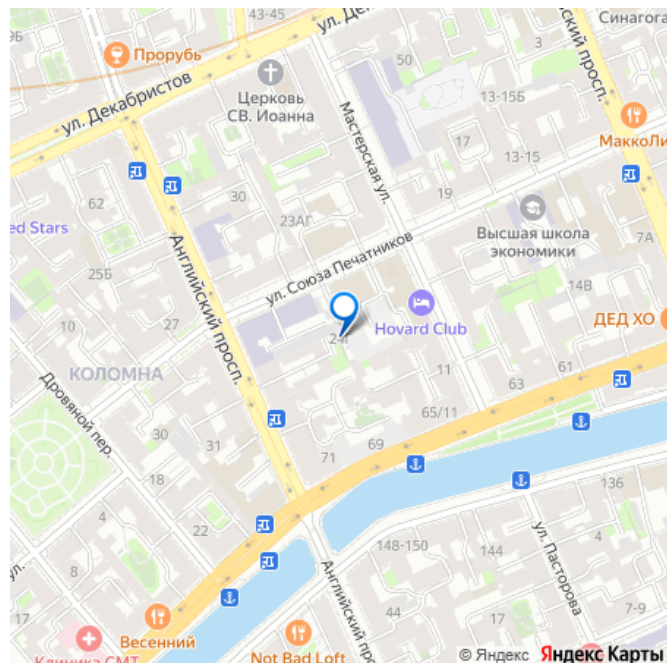 43-45
ул. Де
Синагога
Прорубь
3
50
Церковь
СВ. Иоанна
13-15Б
ул. Декабристов
Мастерская ул.
ий просп.
17
МаккоЛи
13-15
30
19
62
Высшая школа
экономики
23АГ
ed Stars
7А
ул. Союза Печатников
25Б
Английский просп.
14В
Hovard Club
ДЕД ХО
КОЛОМНА
Дровяной пер.
11
61
63
65/11
30
31
69
71
18
136
4
22
4
ул. Пасторова
8
ул.
148-150
144
Английский прос
17
44
7-9
Весенний
17
Клиника СМТ
Not Bad Loft
4
© Яндекс Яндекс Карты